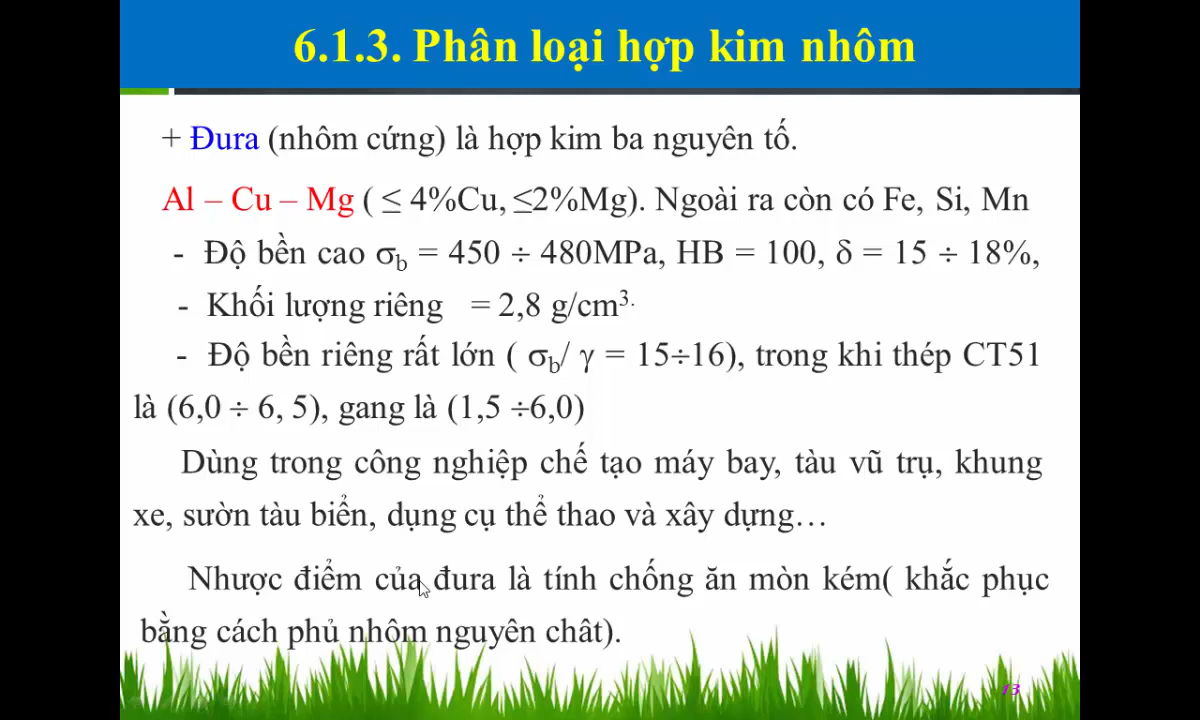 6.1.3. Phân loại hợp kim nhôm
+ Đura (nhôm cứng) là hợp kim ba nguyên tố.
Al – Cu – Mg ( ≤ 4%Cu, ≤2%Mg). Ngoài ra còn có Fe, Si, Mn
- Độ bền cao σb = 450 ÷ 480MPa, HB = 100, δ = 15 ÷ 18%,
- Khối lượng riêng = 2,8 g/cm³·
- Độ bền riêng rất lớn ( σb/ γ = 15÷16), trong khi thép CT51
là (6,0 ÷ 6, 5), gang là (1,5 ÷6,0)
Dùng trong công nghiệp chế tạo máy bay, tàu vũ trụ, khung
xe, sườn tàu biển, dụng cụ thể thao và xây dựng…
Nhược điểm của đura là tính chống ăn mòn kém( khắc phục
bằng cách phủ nhôm nguyên chât).
13